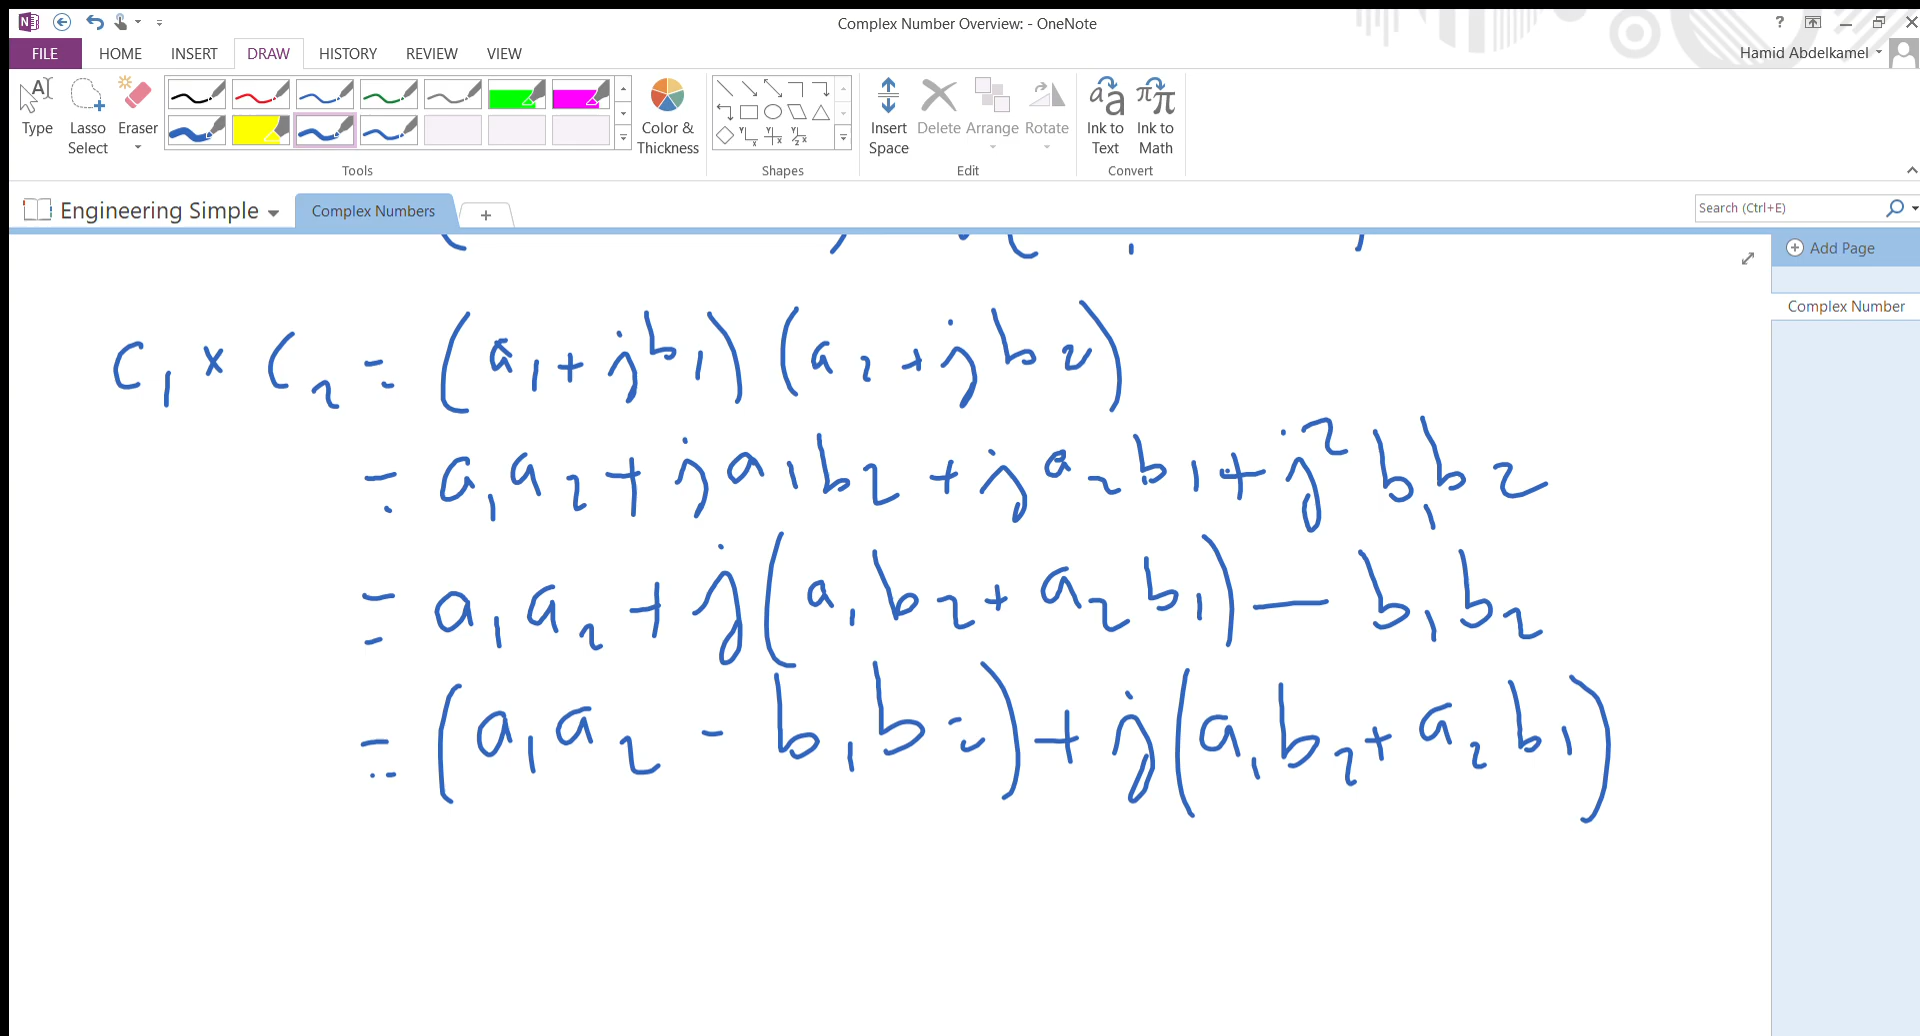 Complex Number Overview: - OneNote
?
Hamid Abdelkamel
FILE HOME INSERT DRAW HISTORY REVIEW VIEW
Type
Lasso Select
Eraser
Color & Thickness
Insert Space
Delete
Arrange
Rotate
Ink to Text
Ink to Math
Tools
Shapes
Edit
Convert
Engineering Simple
Complex Numbers
+
Search (Ctrl+E)
Add Page
Complex Number
C₁ × C₂ = (a₁ + jb₁) (a₂ + jb₂)
= a₁a₂ + ja₁b₂ + ja₂b₁ + j² b₁b₂
= a₁a₂ + j(a₁b₂ + a₂b₁) - b₁b₂
= (a₁a₂ - b₁b₂) + j(a₁b₂ + a₂b₁)